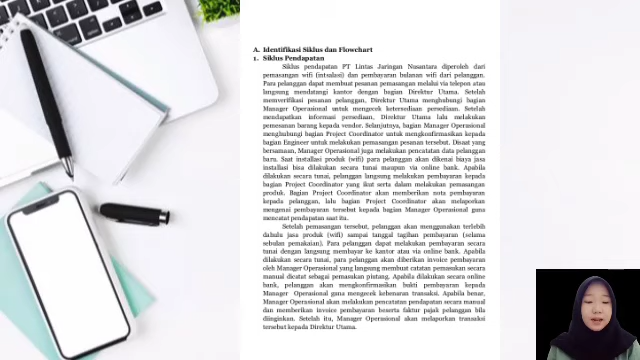 A. Identifikasi Siklus dan Flowchart
1. Siklus Pendapatan
Siklus pendapatan PT Lintas Jaringan Nusantara diperoleh dari
pemasangan wifi (intsalasi) dan pembayaran bulanan wifi dari pelanggan.
Para pelanggan dapat membuat pesanan pemasangan melalui via telepon atau
langsung mendatangi kantor dengan bagian Direktur Utama. Setelah
memverifikasi pesanan pelanggan, Direktur Utama menghubungi bagian
Manager Operasional untuk mengecek ketersediaan persediaan. Setelah
mendapatkan informasi persediaan, Direktur Utama lalu melakukan
pemesanan barang kepada vendor. Selanjutnya, bagian Manager Operasional
menghubungi bagian Project Coordinator untuk mengkonfirmasikan kepada
bagian Engineer untuk melakukan pemasangan pesanan tersebut. Disaat yang
bersamaan, Manager Operasional juga melakukan pencatatan data pelanggan
baru. Saat installasi produk (wifi) para pelanggan akan dikenai biaya jasa
installasi bisa dilakukan secara tunai maupun via online bank. Apabila
dilakukan secara tunai, pelanggan langsung melakukan pembayaran kepada
bagian Project Coordinator yang ikut serta dalam melakukan pemasangan
produk. Bagian Project Coordinator akan memberikan nota pembayaran
kepada pelanggan, lalu bagian Project Coordinator akan melaporkan
mengenai pembayaran tersebut kepada bagian Manager Operasional guna
mencatat pendapatan saat itu.
Setelah pemasangan tersebut, pelanggan akan menggunakan terlebih
dahulu jasa produk (wifi) sampai tanggal tagihan pembayaran (selama
sebulan pemakaian). Para pelanggan dapat melakukan pembayaran secara
tunai dengan langsung membayar ke kantor atau via online bank. Apabila
dilakukan secara tunai, para pelanggan akan diberikan invoice pembayaran
oleh Manager Operasional yang langsung membuat catatan pemasukan secara
manual dicatat sebagai pemasukan piutang. Apabila dilakukan secara online
bank, pelanggan akan mengkonfirmasikan bukti pembayaran kepada
Manager Operasional guna mengecek kebenaran transaksi. Apabila benar,
Manager Operasional akan melakukan pencatatan pendapatan secara manual
dan memberikan invoice pembayaran beserta faktur pajak pelanggan bila
diinginkan. Setelah itu, Manager Operasional akan melaporkan transaksi
tersebut kepada Direktur Utama.